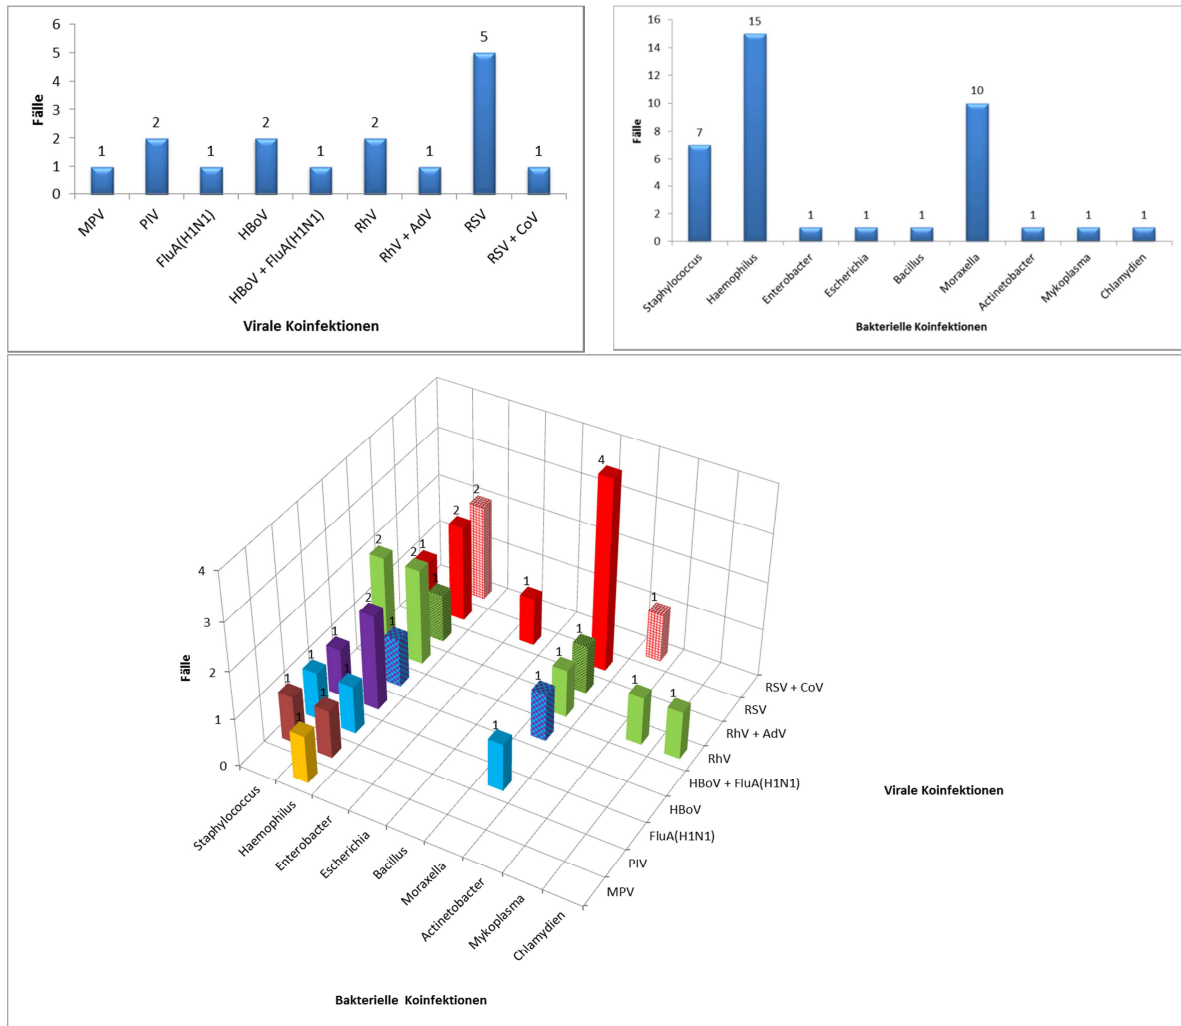 6
5
4
3
2
1
0
Fälle
1
2
1
2
1
2
1
5
1
MPV
PIV
FluA(H1N1)
HBoV
HBoV + FluA(H1N1)
RhV
RhV + AdV
RSV
RSV + CoV
Virale Koinfektionen
16
14
12
10
8
6
4
2
0
Fälle
7
15
1
1
1
10
1
1
1
Staphylococcus
Haemophilus
Enterobacter
Escherichia
Bacillus
Moraxella
Actinetobacter
Mykoplasma
Chlamydien
Bakterielle Koinfektionen
4
3
2
1
0
Fälle
4
2
2
2
1
2
1
1
2
1
1
1
1
1
1
1
1
1
1
1
1
1
1
Staphylococcus
Haemophilus
Enterobacter
Escherichia
Bacillus
Moraxella
Actinetobacter
Mykoplasma
Chlamydien
RSV + CoV
RSV
RhV + AdV
RhV
HBoV + FluA(H1N1)
HBoV
FluA(H1N1)
PIV
MPV
Virale Koinfektionen
Bakterielle Koinfektionen